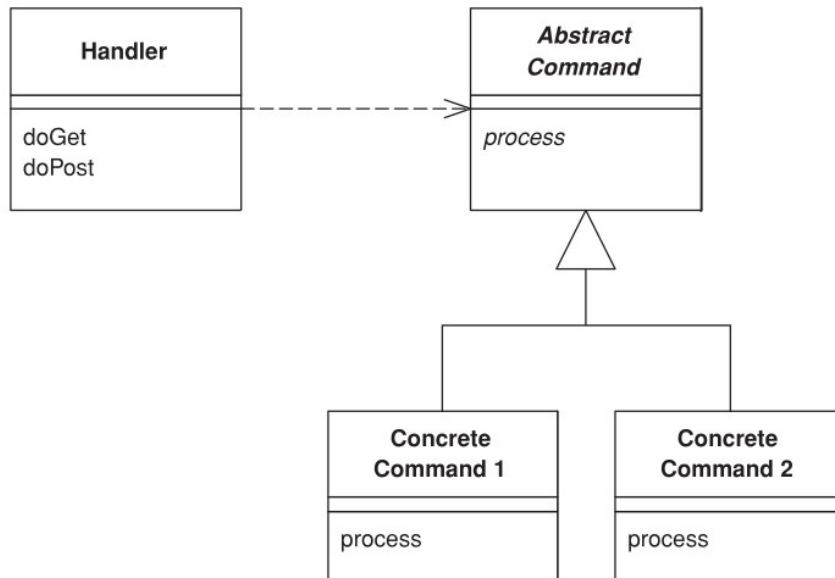 Handler
doGet
doPost
Abstract
Command
process
Concrete
Command 1
process
Concrete
Command 2
process